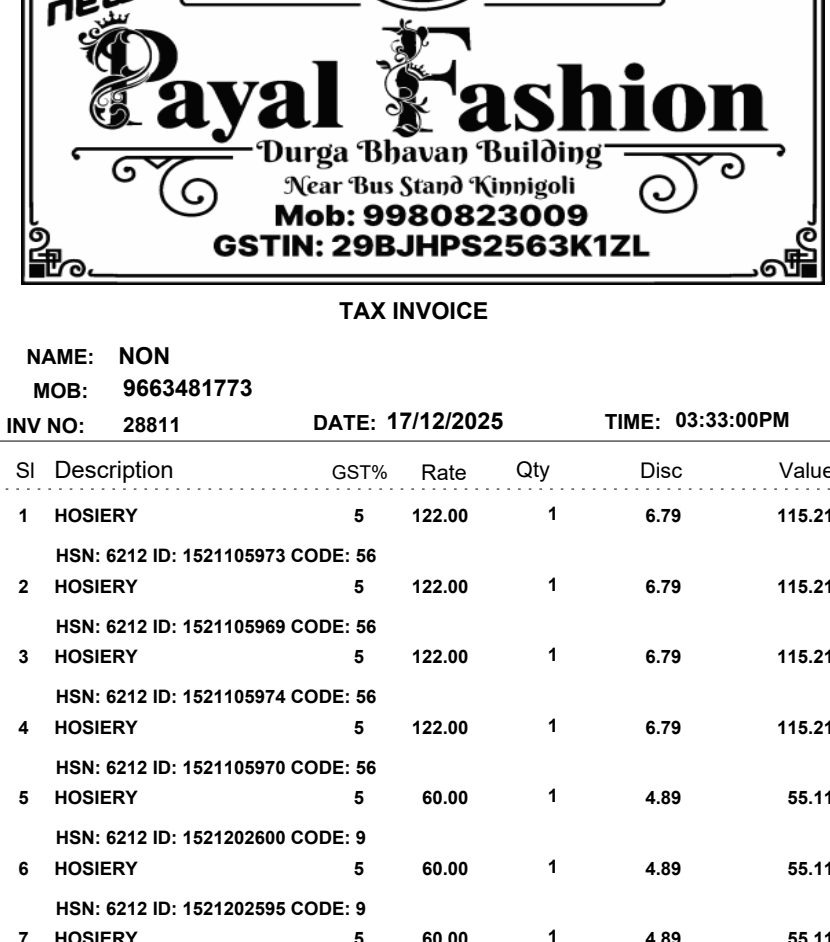 new
Payal Fashion
Durga Bhavan Building
Near Bus Stand Kinnigoli
Mob: 9980823009
GSTIN: 29BJHPS2563K1ZL
TAX INVOICE
NAME: NON
MOB: 9663481773
INV NO: 28811 DATE: 17/12/2025 TIME: 03:33:00PM
Sl Description GST% Rate Qty Disc Value
1 HOSIERY 5 122.00 1 6.79 115.21
HSN: 6212 ID: 1521105973 CODE: 56
2 HOSIERY 5 122.00 1 6.79 115.21
HSN: 6212 ID: 1521105969 CODE: 56
3 HOSIERY 5 122.00 1 6.79 115.21
HSN: 6212 ID: 1521105974 CODE: 56
4 HOSIERY 5 122.00 1 6.79 115.21
HSN: 6212 ID: 1521105970 CODE: 56
5 HOSIERY 5 60.00 1 4.89 55.11
HSN: 6212 ID: 1521202600 CODE: 9
6 HOSIERY 5 60.00 1 4.89 55.11
HSN: 6212 ID: 1521202595 CODE: 9
7 HOSIERY 5 60.00 1 4.89 55.11